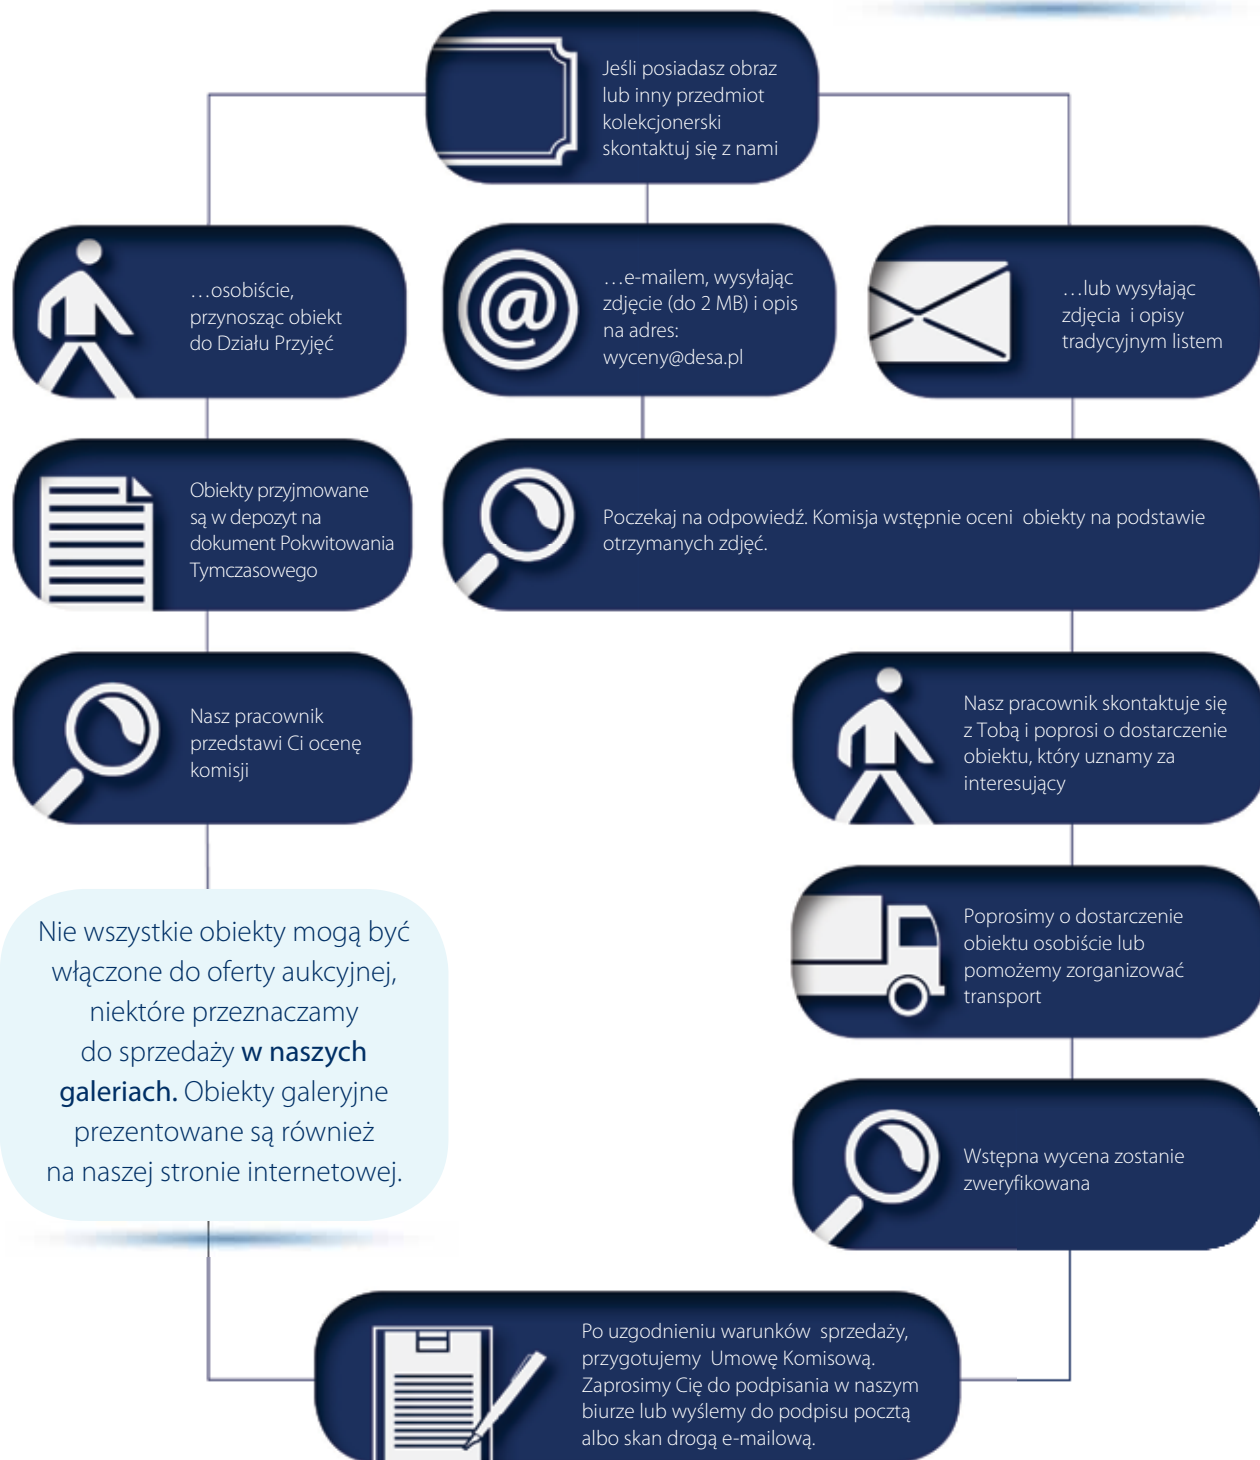 Jeśli posiadasz obraz
lub inny przedmiot
kolekcjonerski
skontaktuj się z nami
…osobiście,
przynosząc obiekt
do Działu Przyjęć
…e-mailem, wysyłając
zdjęcie (do 2 MB) i opis
na adres:
wyceny@desa.pl
…lub wysyłając
zdjęcia i opisy
tradycyjnym listem
Obiekty przyjmowane
są w depozyt na
dokument Pokwitowania
Tymczasowego
Poczekaj na odpowiedź. Komisja wstępnie oceni obiekty na podstawie
otrzymanych zdjęć.
Nasz pracownik
przedstawi Ci ocenę
komisji
Nasz pracownik skontaktuje się
z Tobą i poprosi o dostarczenie
obiektu, który uznamy za
interesujący
Poprosimy o dostarczenie
obiektu osobiście lub
pomożemy zorganizować
transport
Nie wszystkie obiekty mogą być
włączone do oferty aukcyjnej,
niektóre przeznaczamy
do sprzedaży w naszych
galeriach. Obiekty galeryjne
prezentowane są również
na naszej stronie internetowej.
Wstępna wycena zostanie
zweryfikowana
Po uzgodnieniu warunków sprzedaży,
przygotujemy Umowę Komisową.
Zaprosimy Cię do podpisania w naszym
biurze lub wyślemy do podpisu pocztą
albo skan drogą e-mailową.